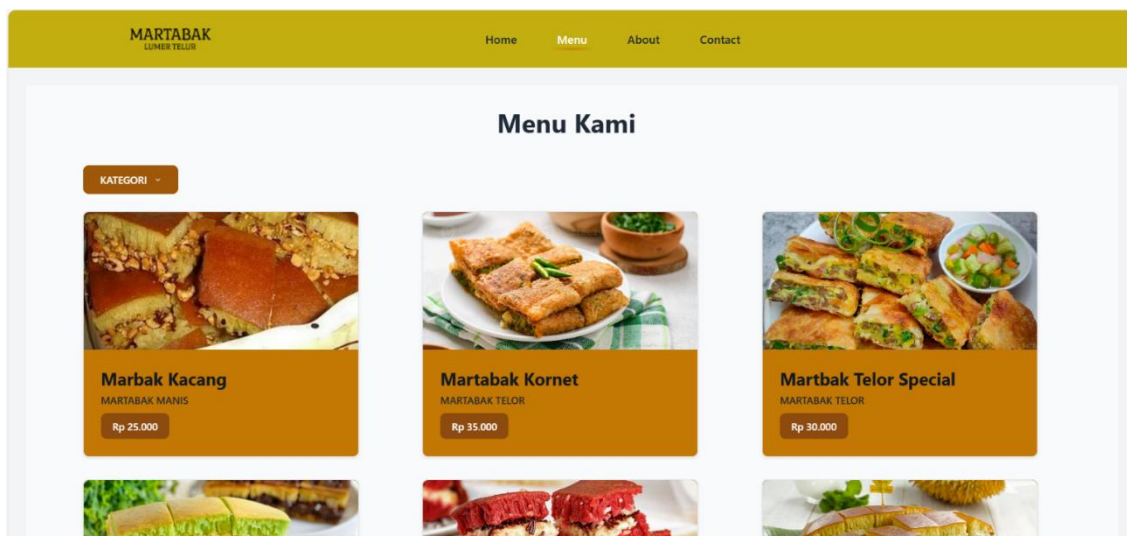 MARTABAK
LUMER TELUR
Home Menu About Contact
Menu Kami
KATEGORI
Marbak Kacang
MARTABAK MANIS
Rp 25.000
Martabak Kornet
MARTABAK TELOR
Rp 35.000
Martbak Telor Special
MARTABAK TELOR
Rp 30.000